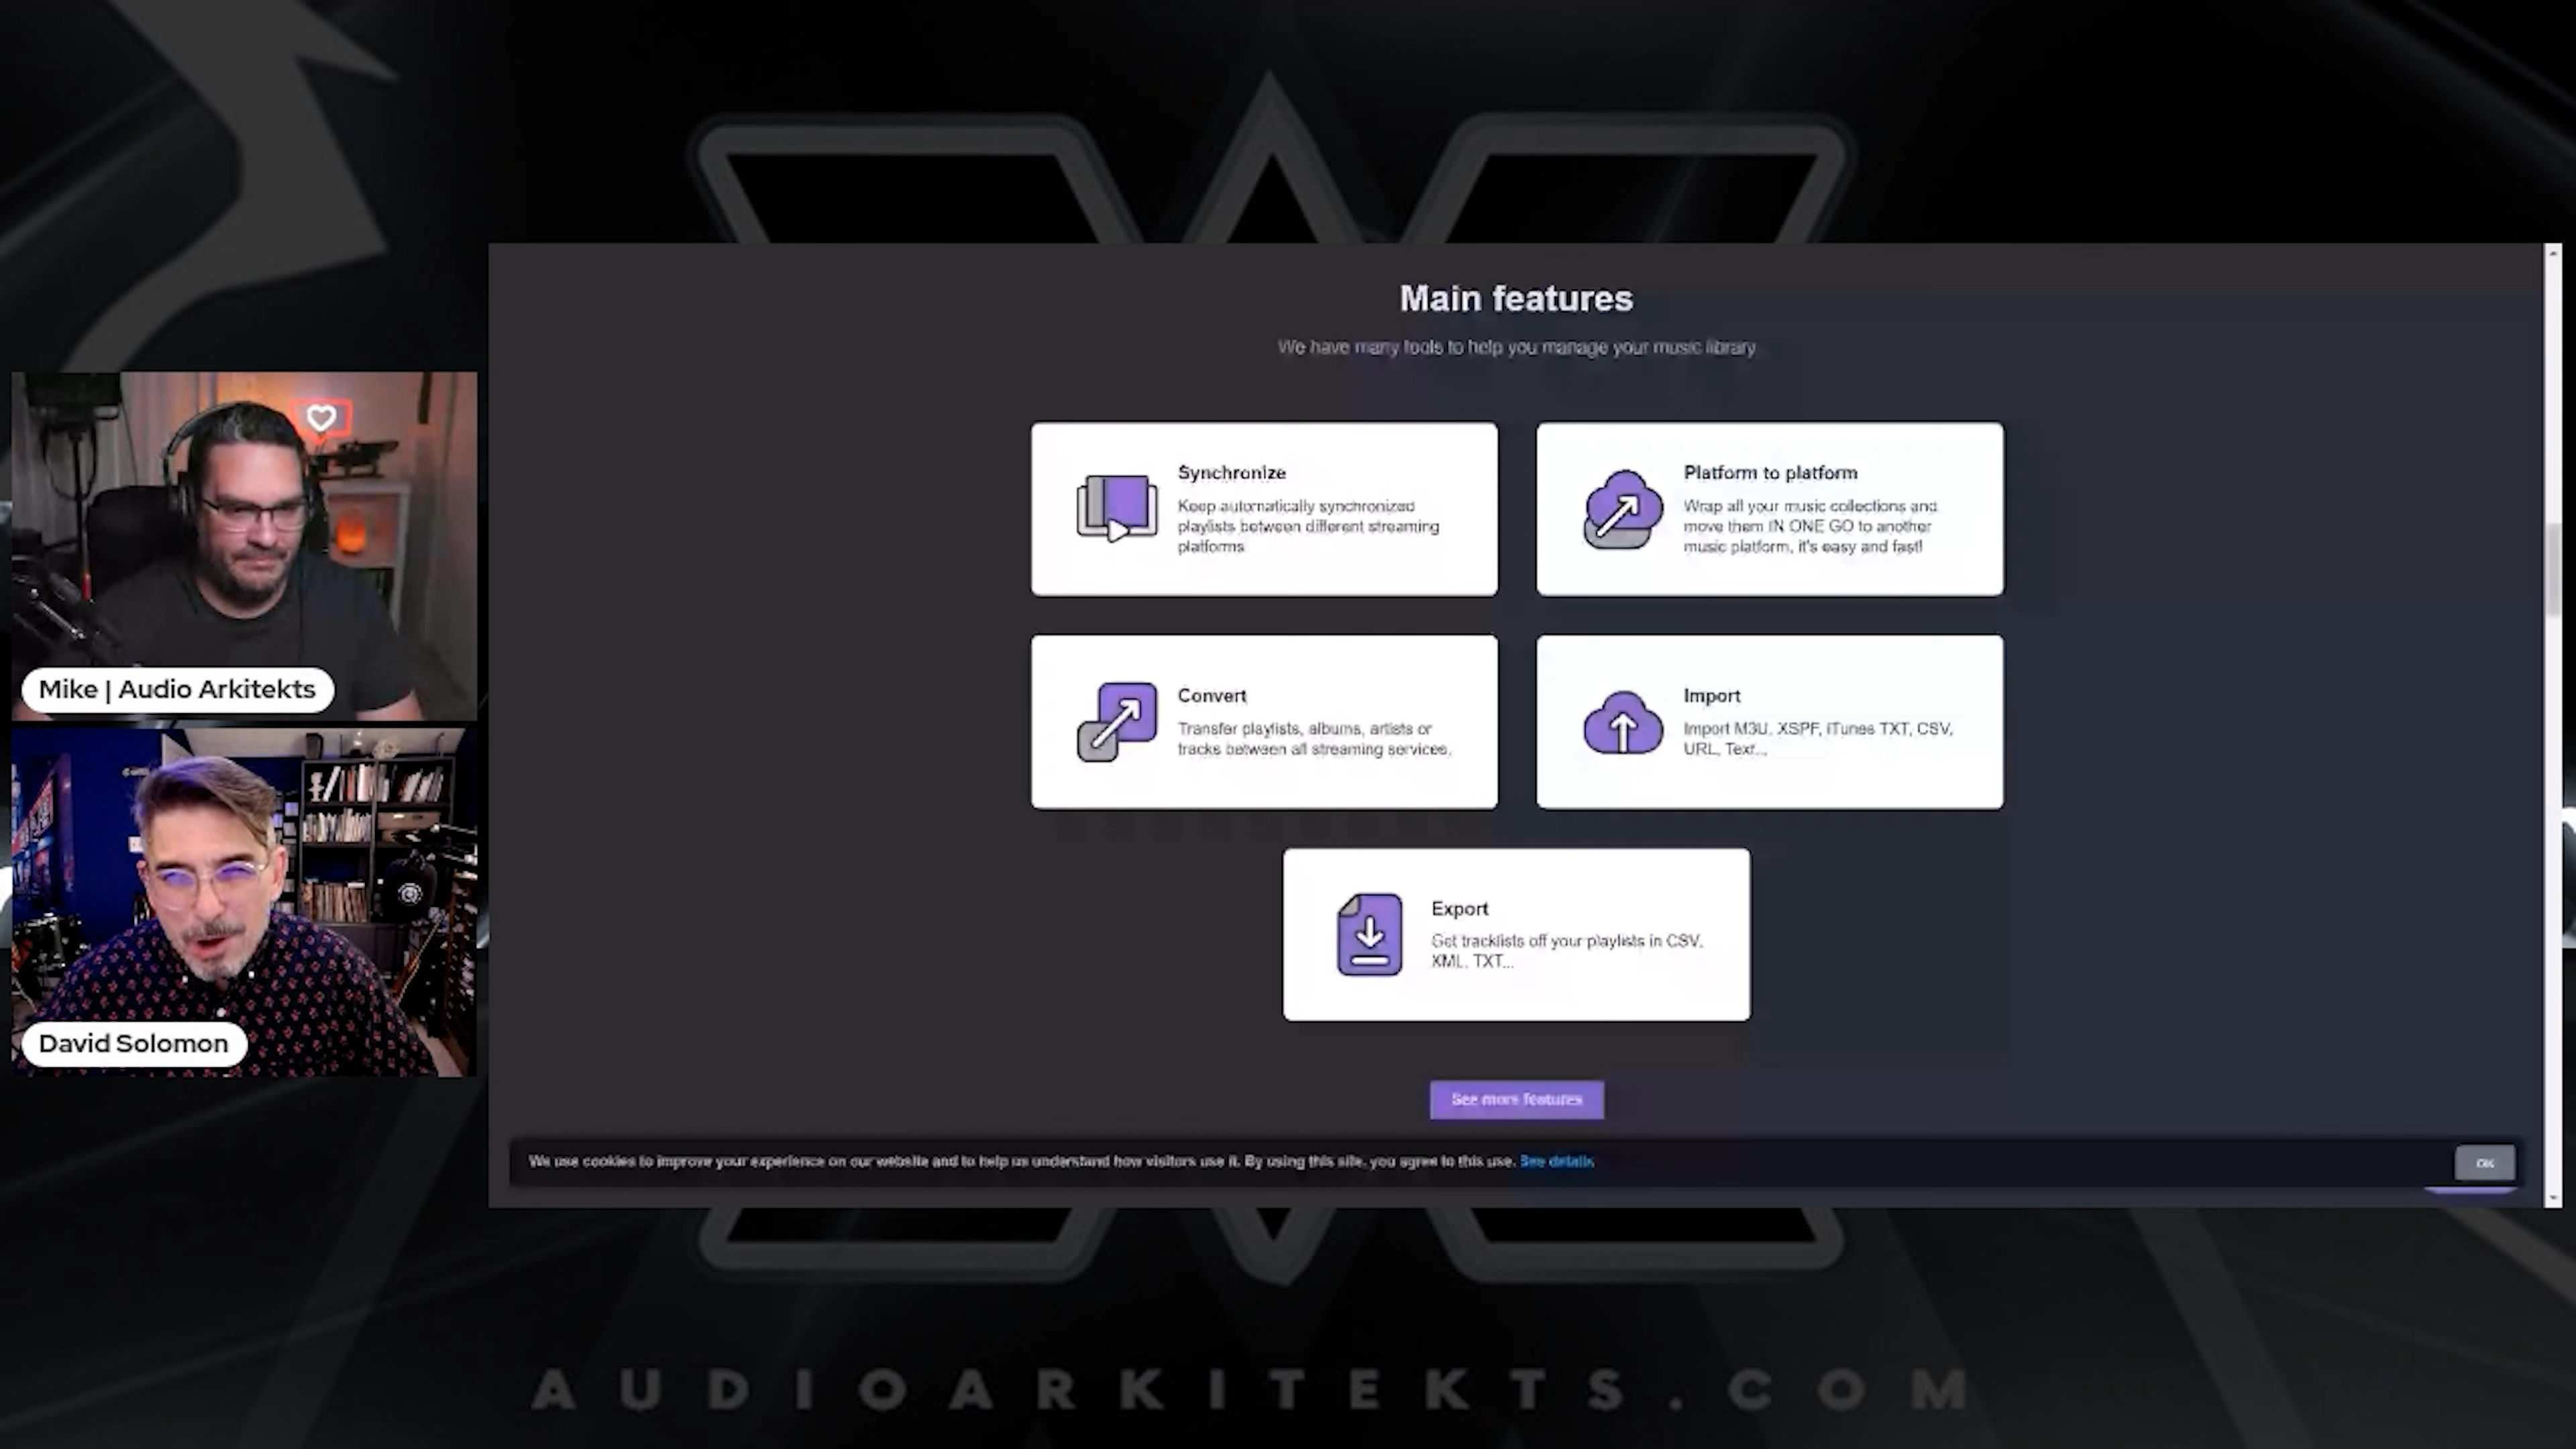 Main features
We have many tools to help you manage your music library
Synchronize
Keep automatically synchronized
playlists between different streaming
platforms
Platform to platform
Wrap all your music collections and
move them IN ONE GO to another
music platform, it's easy and fast!
Convert
Transfer playlists, albums, artists or
tracks between all streaming services.
Import
Import M3U, XSPF, iTunes TXT, CSV,
URL, Text...
Export
Get tracklists off your playlists in CSV,
XML, TXT...
See more features
We use cookies to improve your experience on our website and to help us understand how visitors use it. By using this site, you agree to this use. See details
OK
Mike | Audio Arkitekts
David Solomon
AUDIOARKITEKTS.COM